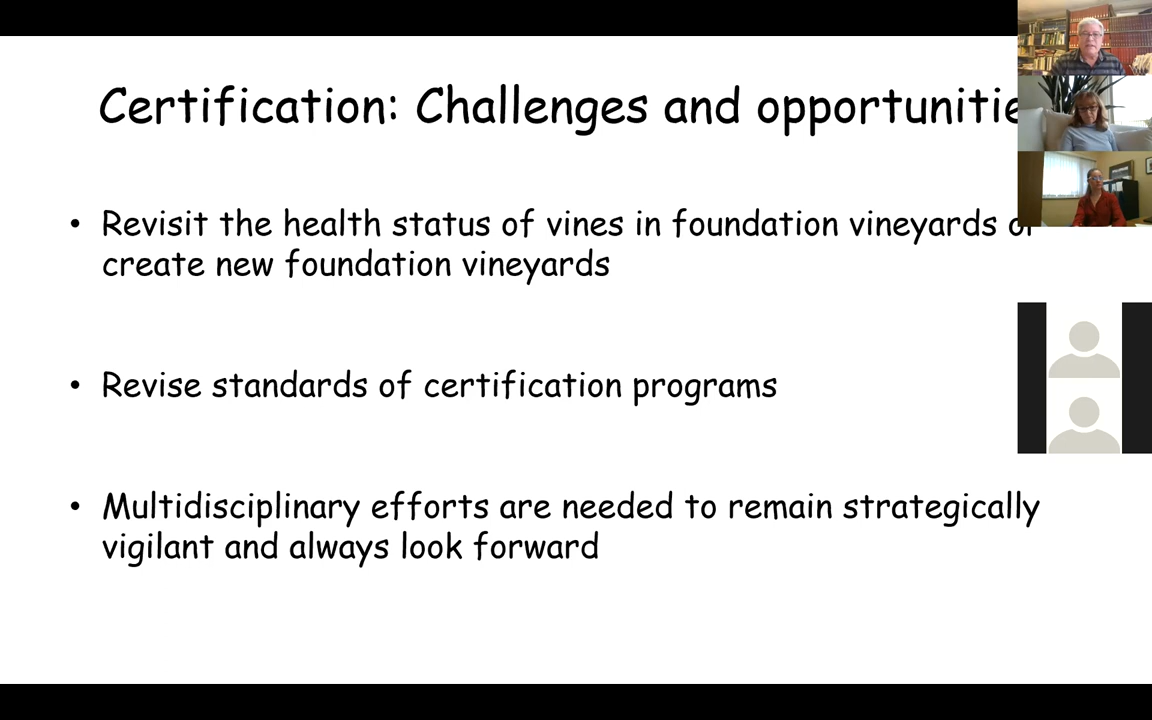 Certification: Challenges and opportunitie
• Revisit the health status of vines in foundation vineyards or
create new foundation vineyards
• Revise standards of certification programs
• Multidisciplinary efforts are needed to remain strategically
vigilant and always look forward